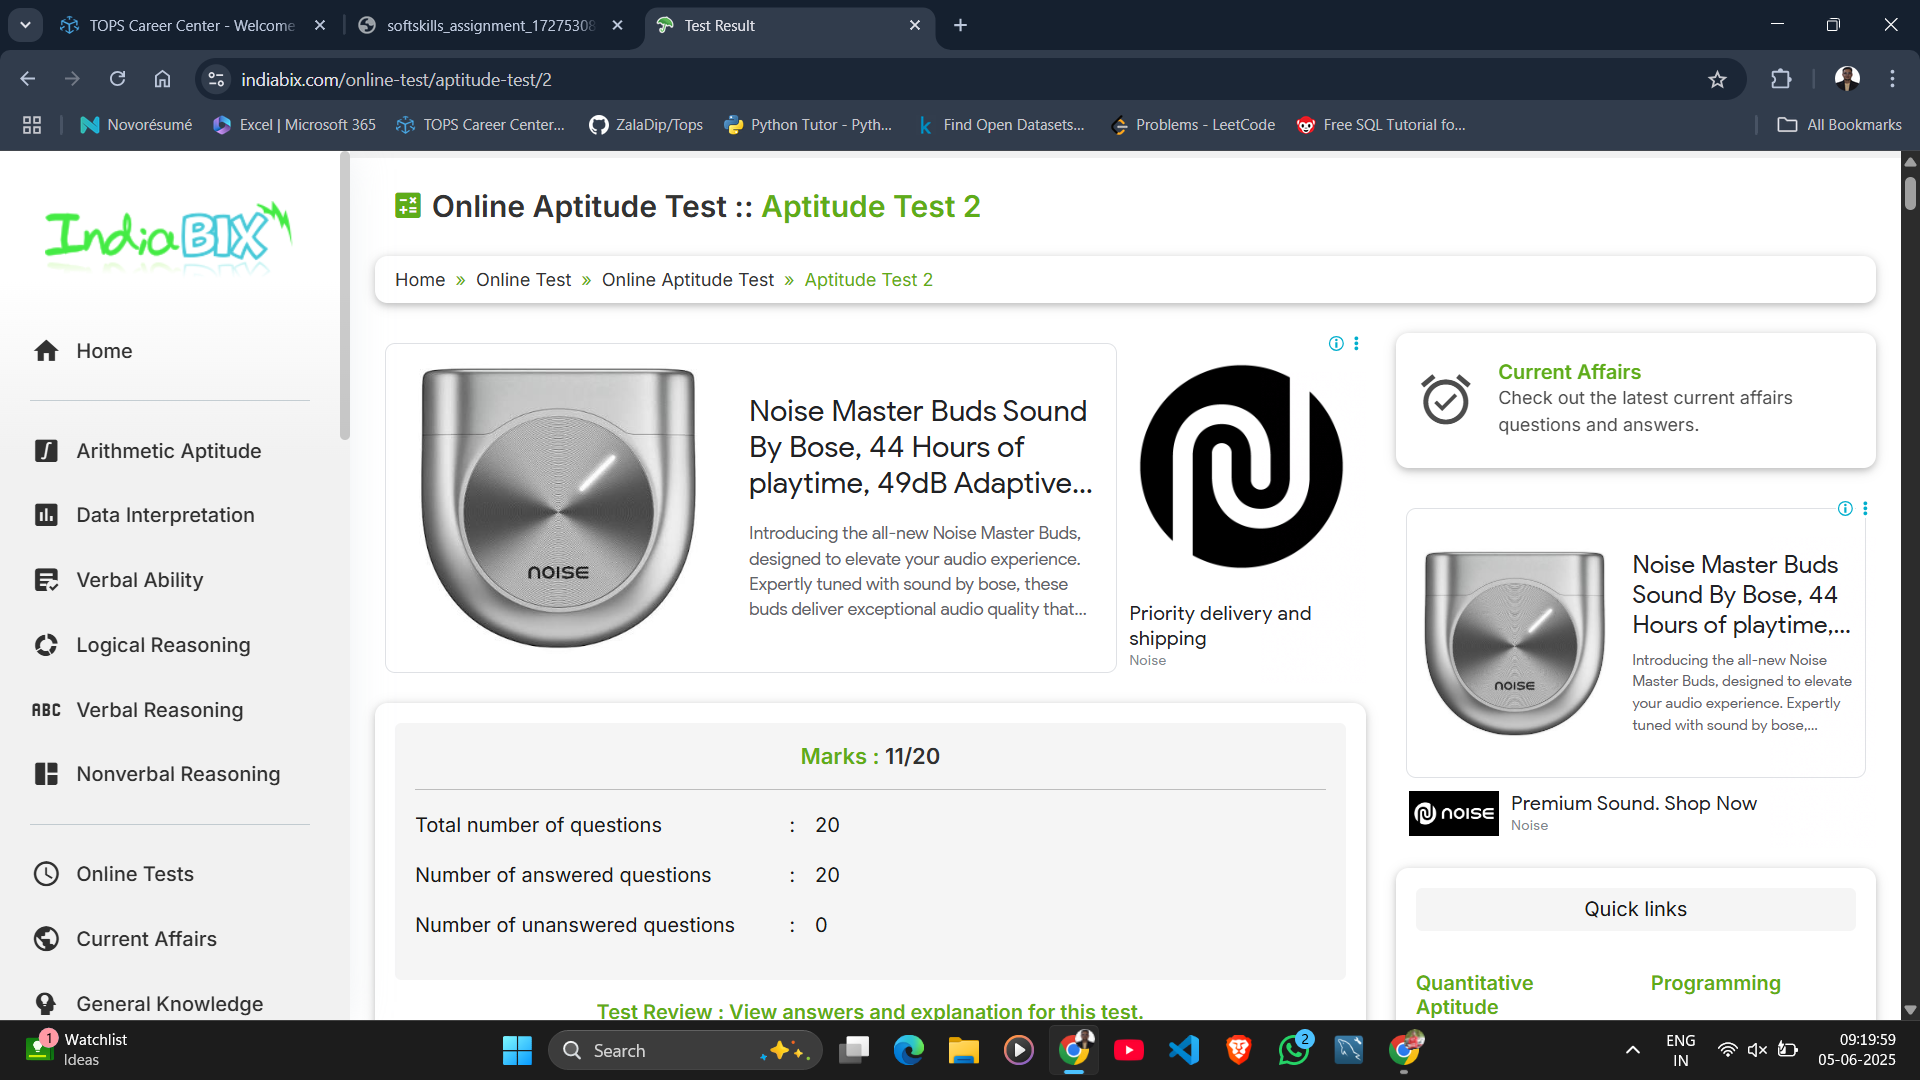 TOPS Career Center - Welcome
softskills_assignment_17275308
Test Result
indiabix.com/online-test/aptitude-test/2
Novorésumé
Excel | Microsoft 365
TOPS Career Center...
ZalaDip/Tops
Python Tutor - Pyth...
Find Open Datasets...
Problems - LeetCode
Free SQL Tutorial fo...
All Bookmarks
IndiaBIX
Home
Arithmetic Aptitude
Data Interpretation
Verbal Ability
Logical Reasoning
ABC Verbal Reasoning
Nonverbal Reasoning
Online Tests
Current Affairs
General Knowledge
Online Aptitude Test :: Aptitude Test 2
Home » Online Test » Online Aptitude Test » Aptitude Test 2
NOISE
Noise Master Buds Sound
By Bose, 44 Hours of
playtime, 49dB Adaptive...
Introducing the all-new Noise Master Buds,
designed to elevate your audio experience.
Expertly tuned with sound by bose, these
buds deliver exceptional audio quality that...
Priority delivery and
shipping
Noise
Marks : 11/20
Total number of questions : 20
Number of answered questions : 20
Number of unanswered questions : 0
Test Review : View answers and explanation for this test.
Current Affairs
Check out the latest current affairs
questions and answers.
NOISE
Noise Master Buds
Sound By Bose, 44
Hours of playtime,...
Introducing the all-new Noise
Master Buds, designed to elevate
your audio experience. Expertly
tuned with sound by bose,...
NOISE
Premium Sound. Shop Now
Noise
Quick links
Quantitative
Aptitude
Programming
1
Watchlist
Ideas
Search
2
ENG
IN
09:19:59
05-06-2025